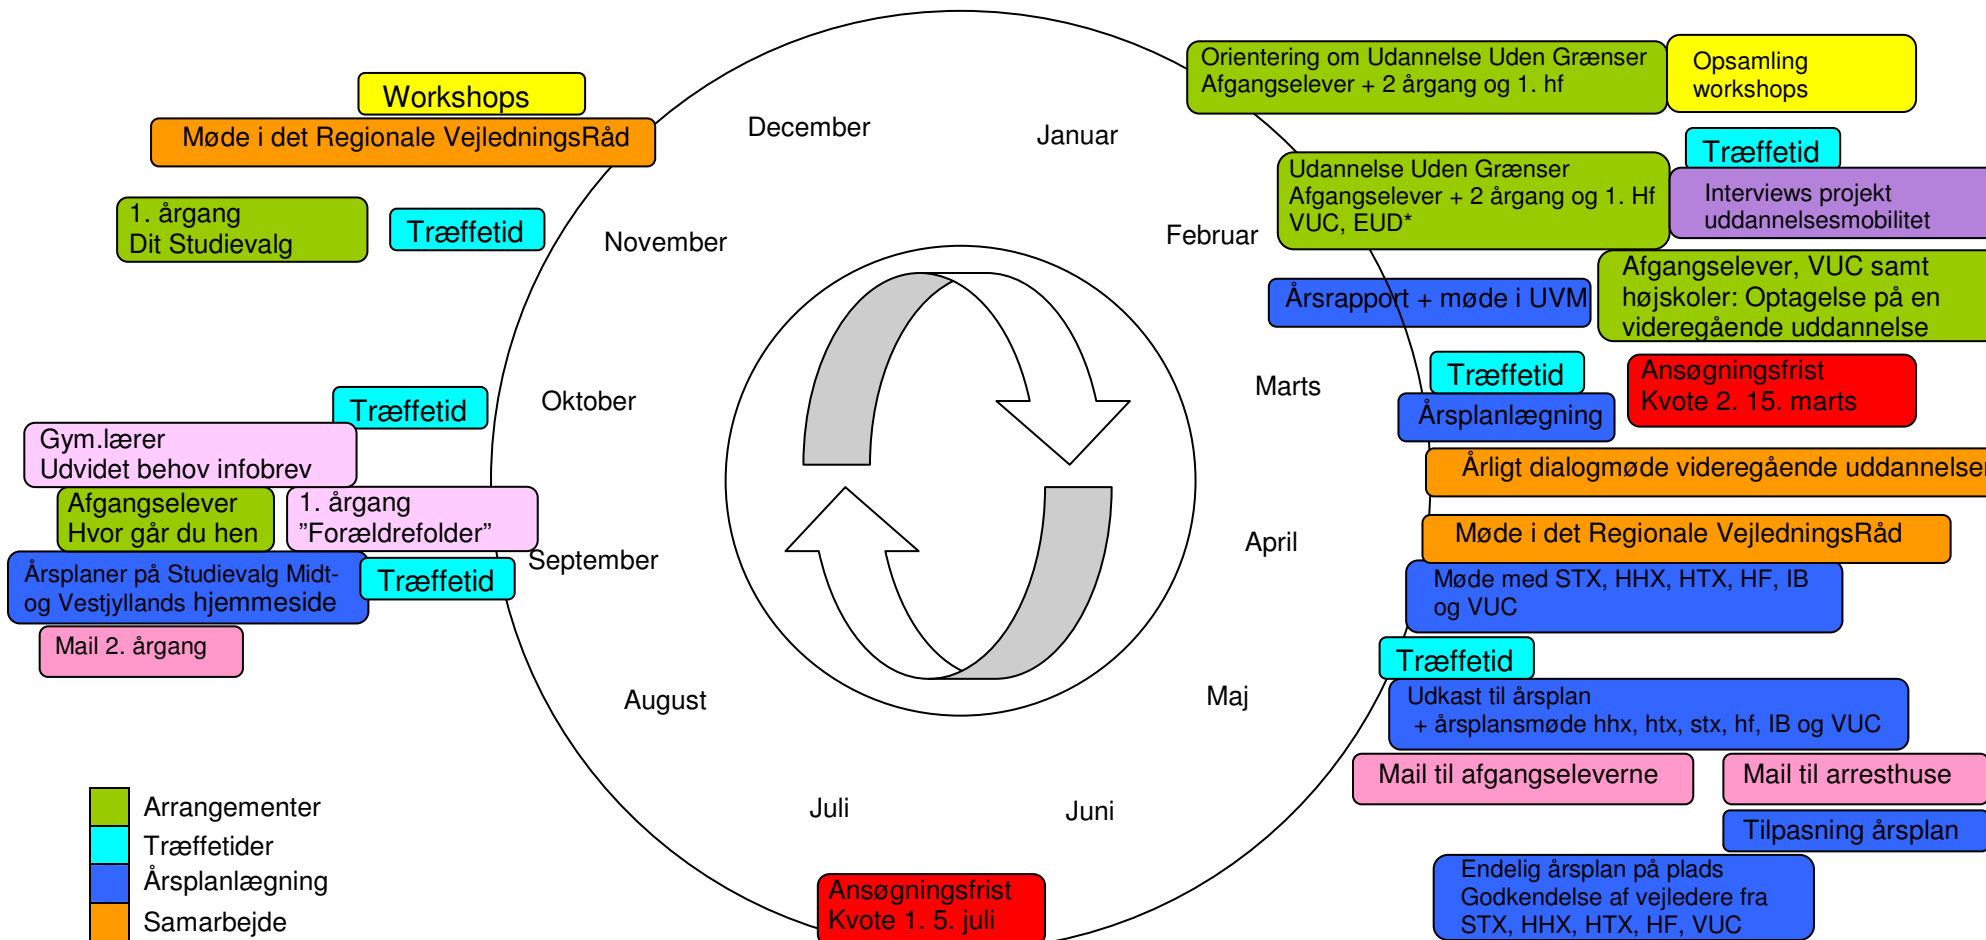 Workshops
Møde i det Regionale VejledningsRåd
1. årgang
Dit Studievalg
Træffetid
December
Januar
November
Februar
Oktober
Marts
September
April
August
Maj
Juli
Juni
Orientering om Udannelse Uden Grænser
Afgangselever + 2 årgang og 1. hf
Opsamling
workshops
Træffetid
Udannelse Uden Grænser
Afgangselever + 2 årgang og 1. Hf
VUC, EUD*
Interviews projekt
uddannelsesmobilitet
Årsrapport + møde i UVM
Afgangselever, VUC samt
højskoler: Optagelse på en
videregående uddannelse
Træffetid
Ansøgningsfrist
Kvote 2. 15. marts
Årsplanlægning
Årligt dialogmøde videregående uddannelser
Møde i det Regionale VejledningsRåd
Møde med STX, HHX, HTX, HF, IB
og VUC
Træffetid
Udkast til årsplan
+ årsplansmøde hhx, htx, stx, hf, IB og VUC
Mail til afgangseleverne
Mail til arresthuse
Tilpasning årsplan
Endelig årsplan på plads
Godkendelse af vejledere fra
STX, HHX, HTX, HF, VUC
Ansøgningsfrist
Kvote 1. 5. juli
Træffetid
Gym.lærer
Udvidet behov infobrev
Afgangselever
Hvor går du hen
1. årgang
”Forældrefolder”
Årsplaner på Studievalg Midt-
og Vestjyllands hjemmeside
Træffetid
Mail 2. årgang
Arrangementer
Træffetider
Årsplanlægning
Samarbejde